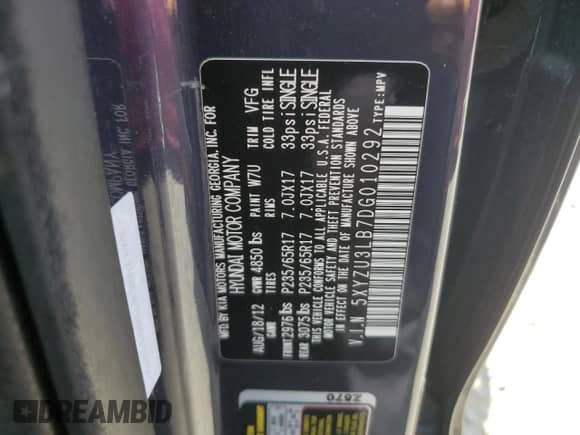 MFD BY KIA MOTORS MANUFACTURING GEORGIA, INC. FOR
HYUNDAI MOTOR COMPANY
AUG/18/12 GVWR 4850 lbs PAINT W7U TRIM VFG
GAWR TIRES RIMS COLD TIRE INFL
FRONT 2976 lbs P235/65R17 7.0JX17 33psi SINGLE
REAR 3075 lbs P235/65R17 7.0JX17 33psi SINGLE
THIS VEHICLE CONFORMS TO ALL APPLICABLE U.S.A. FEDERAL
MOTOR VEHICLE SAFETY AND THEFT PREVENTION STANDARDS
IN EFFECT ON THE DATE OF MANUFACTURE SHOWN ABOVE
V.I.N 5XYZU3LB7DG010292 TYPE:MPV
Z670
DREAMBID